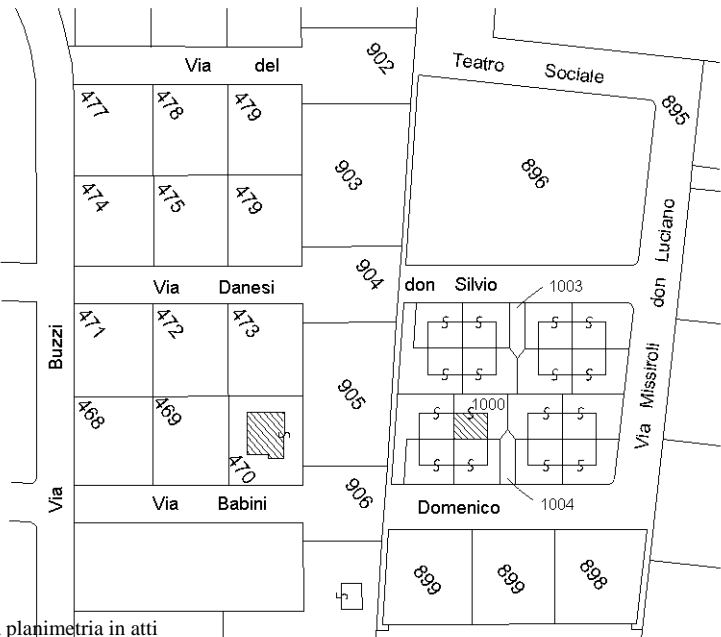 902
Via del
Teatro Sociale
477
478
479
895
903
896
474
475
479
Via Missiroli don Luciano
904
Via Danesi
don Silvio
1003
471
472
473
Via Buzzi
905
468
469
1000
470
906
Via Babini
Domenico
1004
899
899
898
planimetria in atti